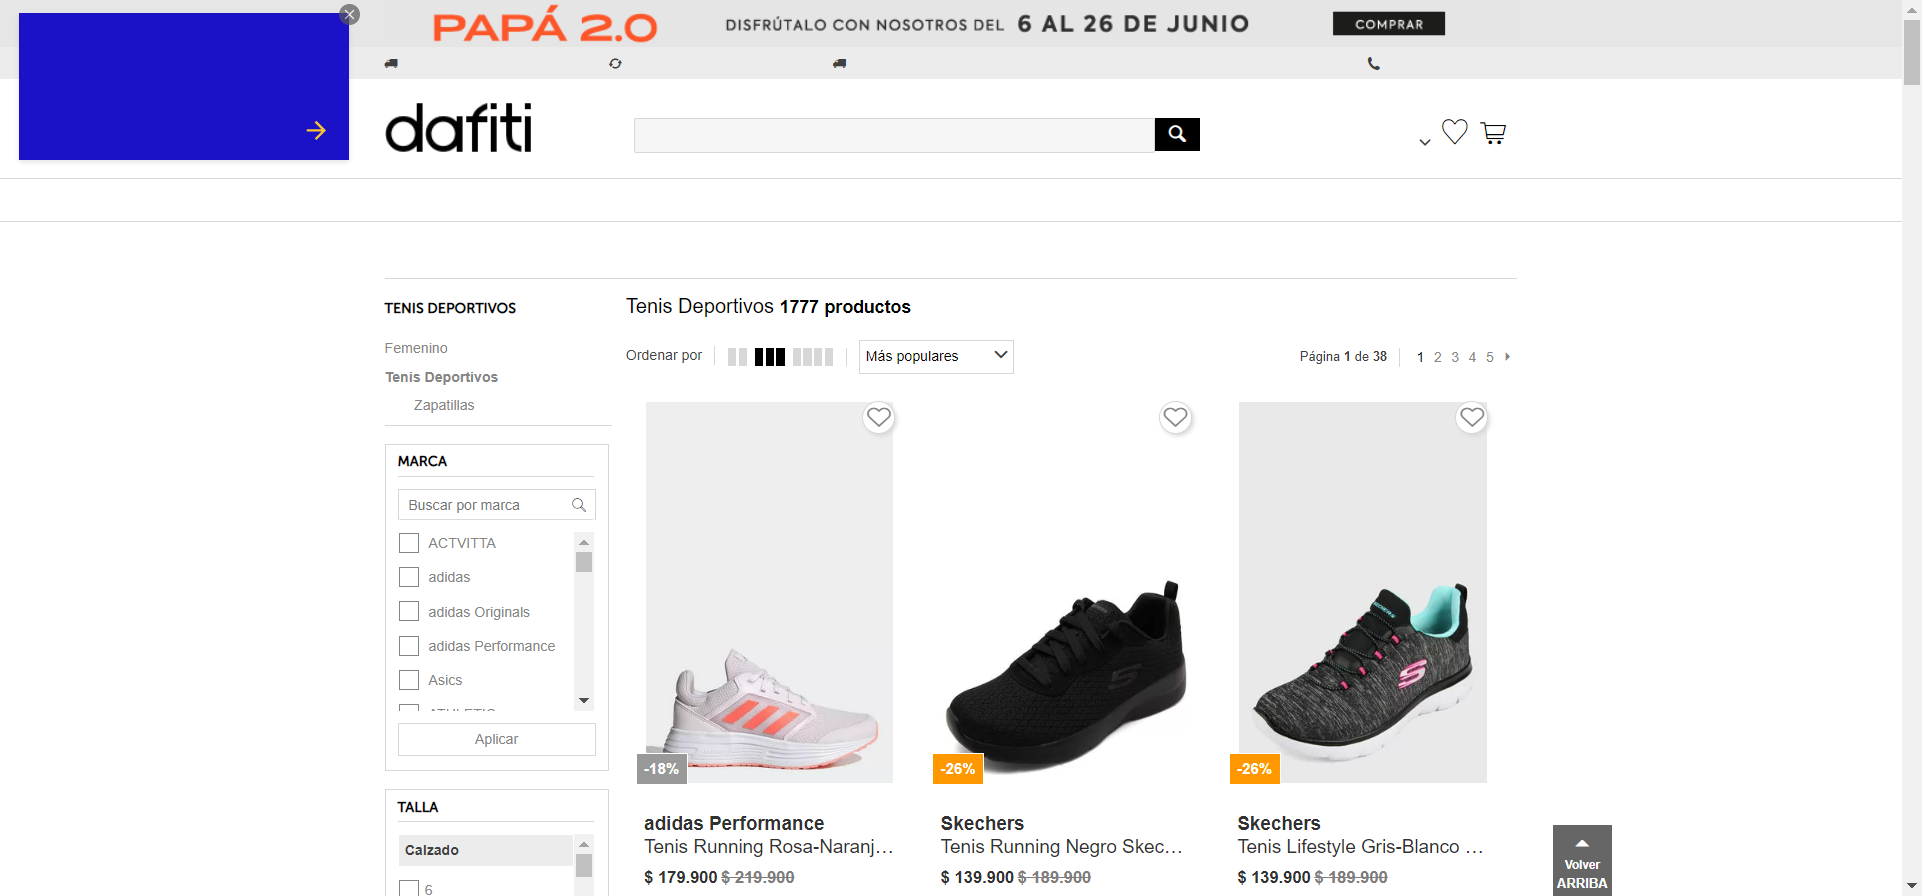 PAPÁ 2.0 DISFRÚTALO CON NOSOTROS DEL 6 AL 26 DE JUNIO COMPRAR
dafiti
TENIS DEPORTIVOS
Femenino
Tenis Deportivos
Zapatillas
MARCA
Buscar por marca
ACTVITTA
adidas
adidas Originals
adidas Performance
Asics
Aplicar
TALLA
Calzado
6
Tenis Deportivos 1777 productos
Ordenar por
Más populares
Página 1 de 38 1 2 3 4 5
-18%
adidas Performance
Tenis Running Rosa-Naranj...
$ 179.900 $ 219.900
-26%
Skechers
Tenis Running Negro Skec...
$ 139.900 $ 189.900
SKECHERS
-26%
Skechers
Tenis Lifestyle Gris-Blanco ...
$ 139.900 $ 189.900
Volver
ARRIBA